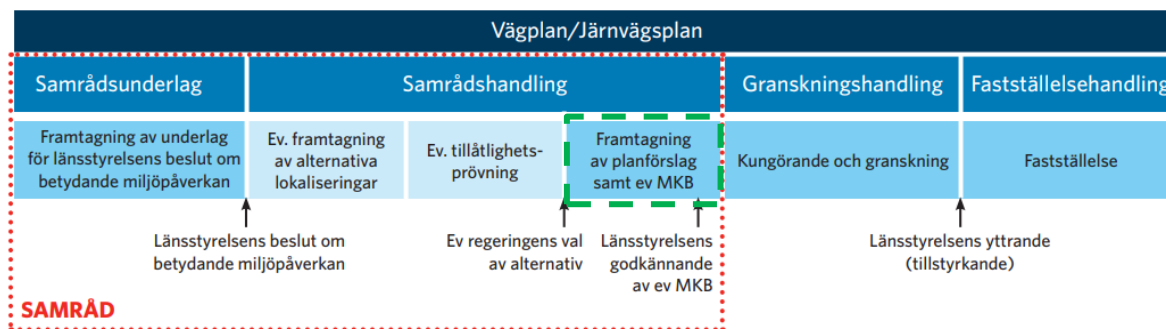 Vägplan/Järnvägsplan
Samrådsunderlag
Samrådshandling
Granskningshandling
Fastställelsehandling
Framtagning av underlag
för länsstyrelsens beslut om
betydande miljöpåverkan
Ev. framtagning
av alternativa
lokaliseringar
Ev. tillåtlighets-
prövning
Framtagning
av planförslag
samt ev MKB
Kungörande och granskning
Fastställelse
Länsstyrelsens beslut om
betydande miljöpåverkan
Ev regeringens val
av alternativ
Länsstyrelsens
godkännande
av ev MKB
Länsstyrelsens yttrande
(tillstyrkande)
SAMRÅD